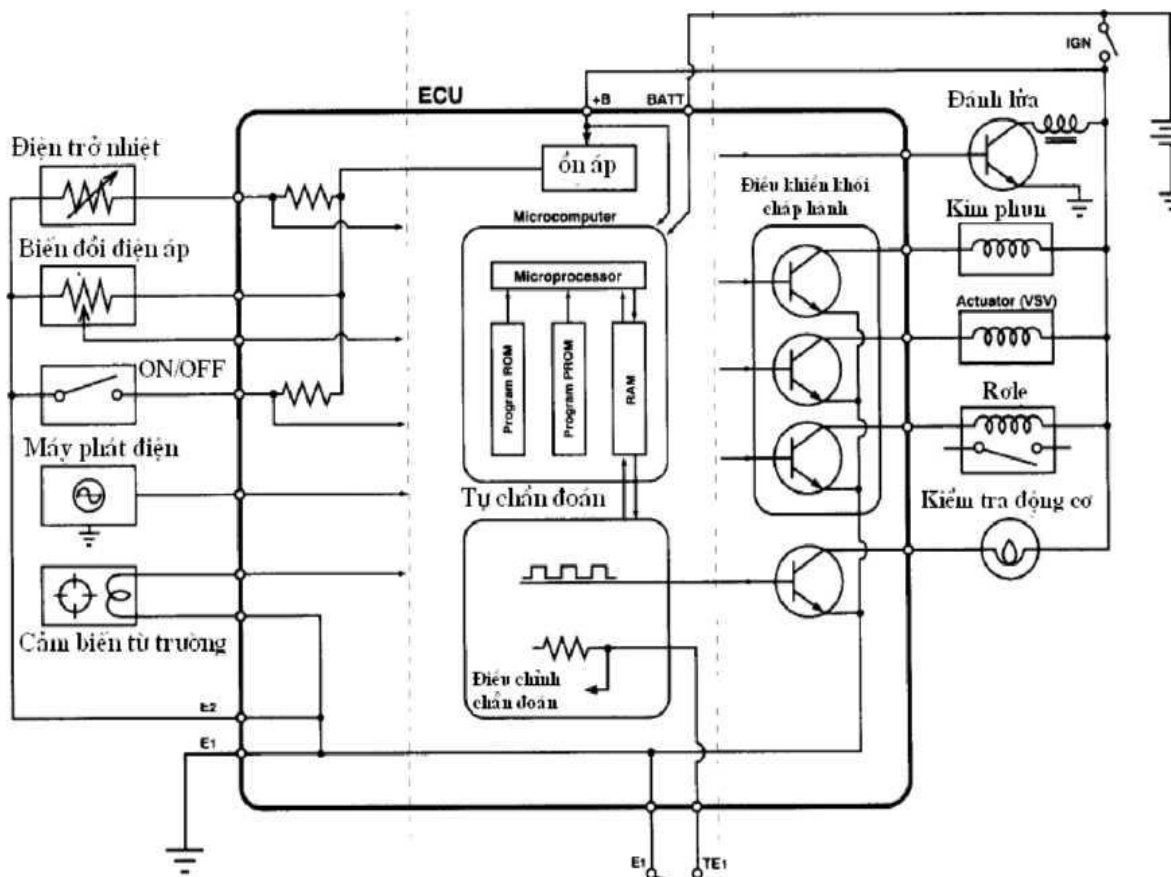 IGN
ECU
+B
BATT
Đánh lửa
Điện trở nhiệt
ổn áp
Điều khiển khối
chấp hành
Microcomputer
Kim phun
Biến đổi điện áp
Microprocessor
Program ROM
Program PROM
RAM
Actuator (VSV)
ON/OFF
Rơle
Máy phát điện
Tự chẩn đoán
Kiểm tra động cơ
Cảm biến từ trường
Điều chỉnh
chẩn đoán
E2
E1
E1
TE1